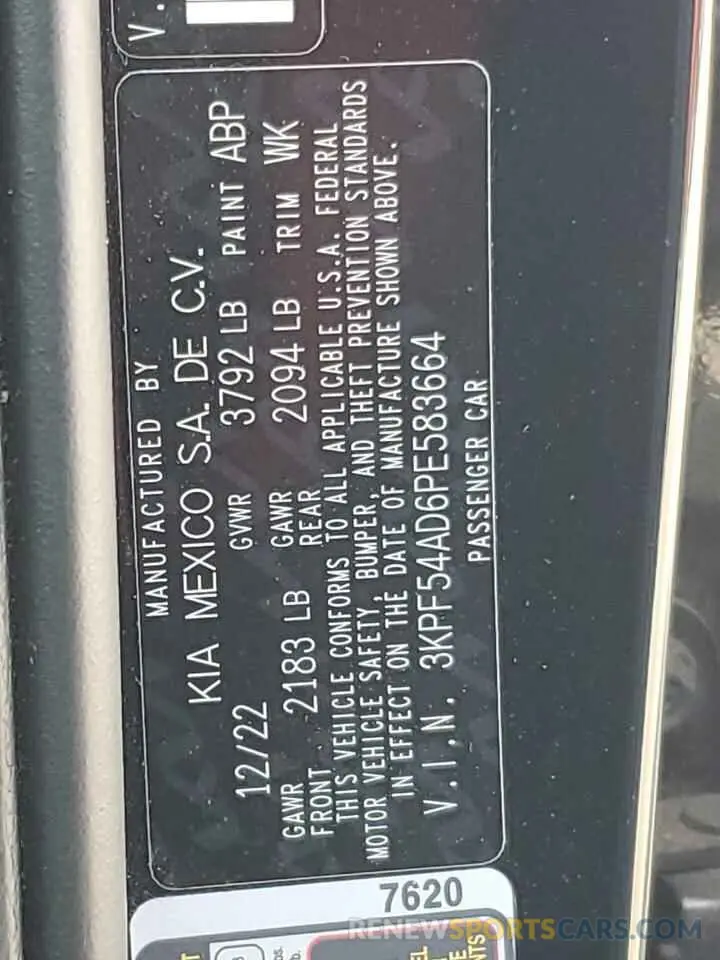 V.
MANUFACTURED BY
KIA MEXICO S.A. DE C.V.
12/22 GVWR 3792 LB PAINT ABP
GAWR FRONT 2183 LB GAWR REAR 2094 LB TRIM WK
THIS VEHICLE CONFORMS TO ALL APPLICABLE U.S.A. FEDERAL
MOTOR VEHICLE SAFETY, BUMPER, AND THEFT PREVENTION STANDARDS
IN EFFECT ON THE DATE OF MANUFACTURE SHOWN ABOVE.
V.I.N. 3KPF54AD6PE583664
PASSENGER CAR
7620
RENEWSPORTSCARS.COM